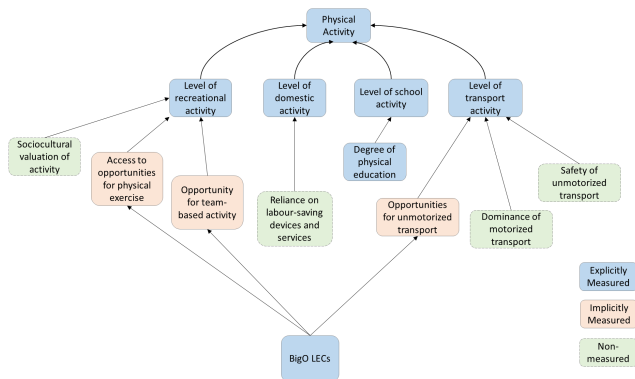 Physical
Activity
Level of
recreational
activity
Level of
domestic
activity
Level of school
activity
Level of
transport
activity
Sociocultural
valuation of
activity
Access to
opportunities
for physical
exercise
Opportunity
for team-
based activity
Reliance on
labour-saving
devices and
services
Degree of
physical
education
Opportunities
for unmotorized
transport
Dominance of
motorized
transport
Safety of
unmotorized
transport
BigO LECs
Explicitly
Measured
Implicitly
Measured
Non-
measured